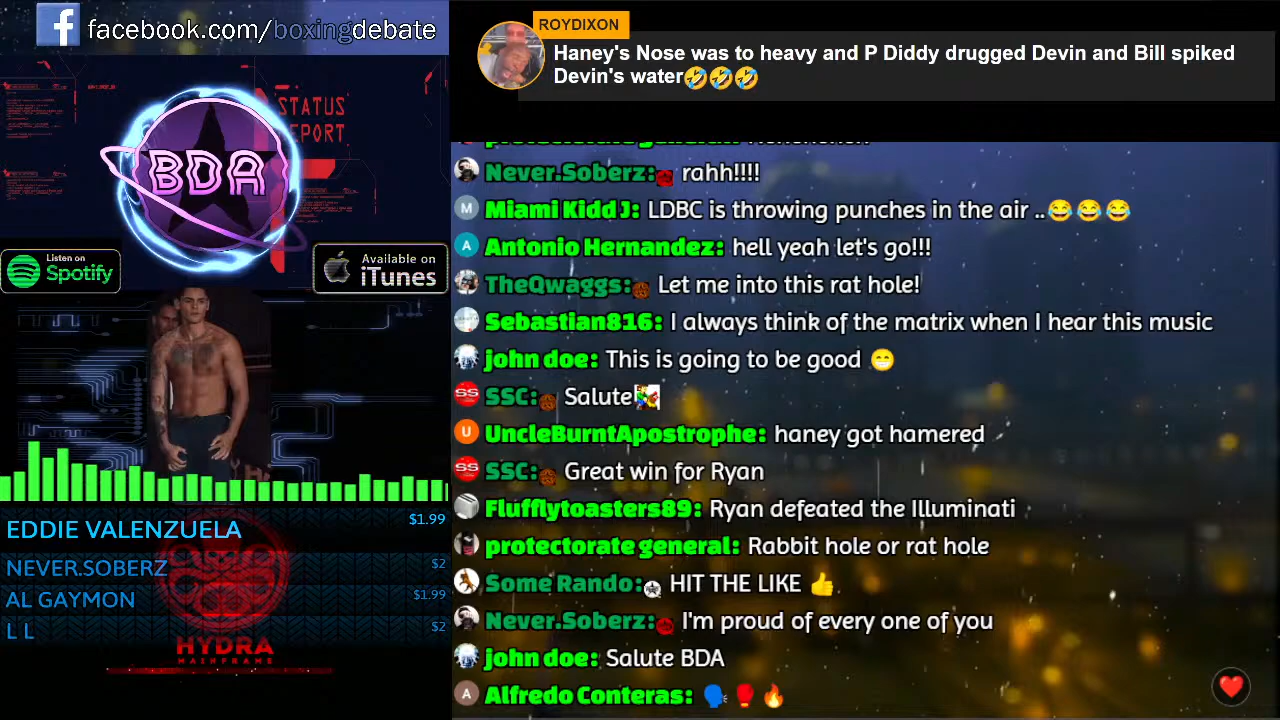 facebook.com/boxingdebate
ROYDIXON
Haney's Nose was to heavy and P Diddy drugged Devin and Bill spiked
Devin's water🤣🤣🤣
STATUS
EPORT
BDA
Listen on
Spotify
Available on
iTunes
Never.Soberz: rahh!!!!
M
Miami Kidd J: LDBC is throwing punches in the air ..😂😂😂
A
Antonio Hernandez: hell yeah let's go!!!
TheQwaggs: Let me into this rat hole!
Sebastian816: I always think of the matrix when I hear this music
john doe: This is going to be good 😁
SS
SSC: Salute
U
UncleBurntApostrophe: haney got hamered
SS
SSC: Great win for Ryan
Flufflytoasters89: Ryan defeated the Illuminati
protectorate general: Rabbit hole or rat hole
Some Rando: HIT THE LIKE 👍
Never.Soberz: I'm proud of every one of you
john doe: Salute BDA
A
Alfredo Conteras: 🗣️🥊🔥
EDDIE VALENZUELA $1.99
NEVER.SOBERZ $2
AL GAYMON $1.99
L L $2
HYDRA
MAINFRAME